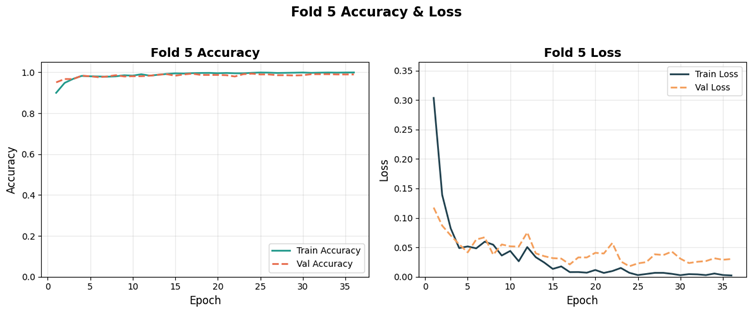 Fold 5 Accuracy & Loss
Fold 5 Accuracy
Accuracy
1.0
0.8
0.6
0.4
0.2
0.0
0 5 10 15 20 25 30 35
Epoch
Train Accuracy
Val Accuracy
Fold 5 Loss
Loss
0.35
0.30
0.25
0.20
0.15
0.10
0.05
0.00
0 5 10 15 20 25 30 35
Epoch
Train Loss
Val Loss